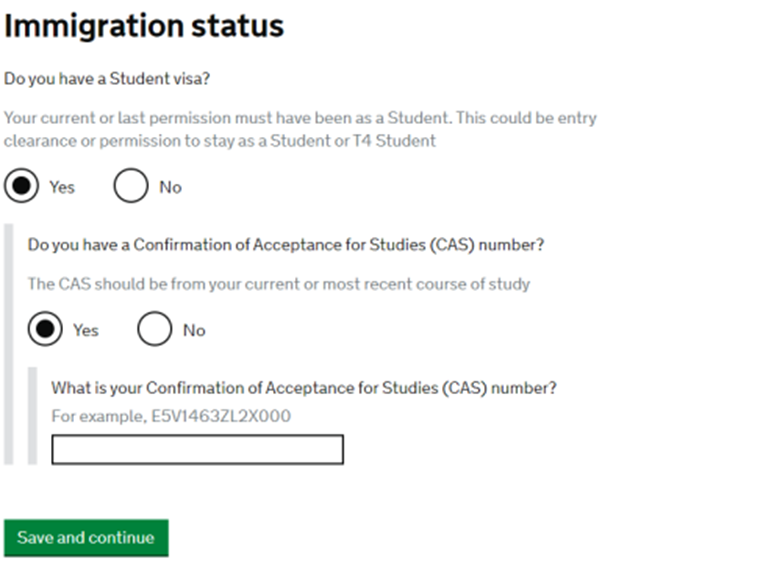 Immigration status
Do you have a Student visa?
Your current or last permission must have been as a Student. This could be entry
clearance or permission to stay as a Student or T4 Student
Yes No
Do you have a Confirmation of Acceptance for Studies (CAS) number?
The CAS should be from your current or most recent course of study
Yes No
What is your Confirmation of Acceptance for Studies (CAS) number?
For example, E5V1463ZL2X000
Save and continue